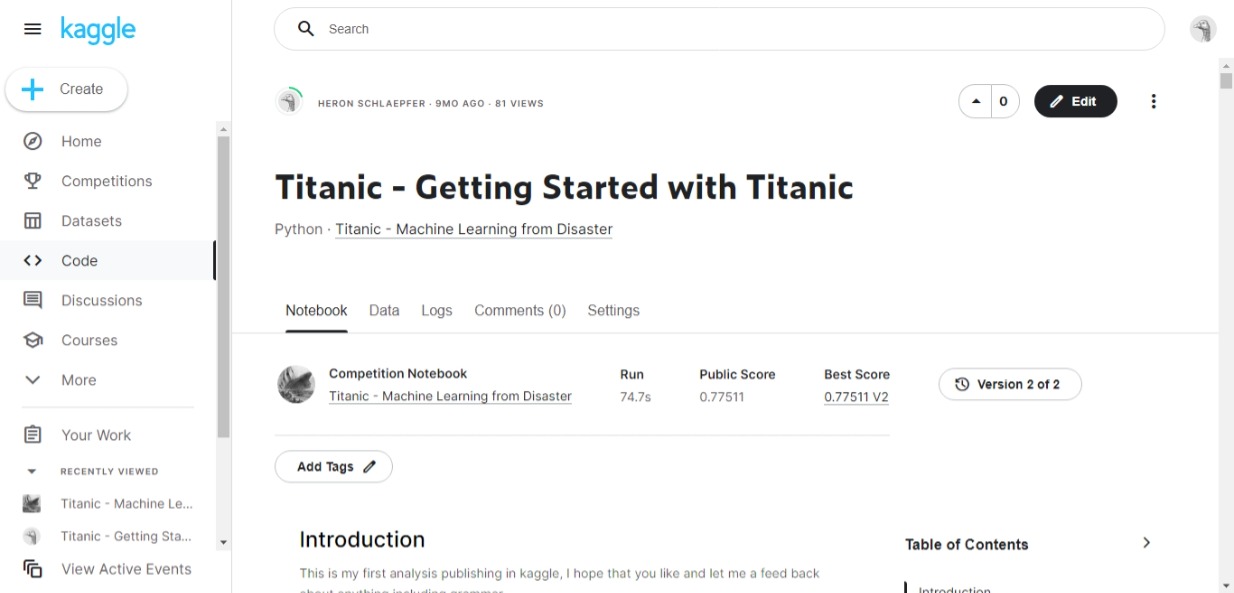 kaggle
Search
Create
Home
Competitions
Datasets
Code
Discussions
Courses
More
Your Work
RECENTLY VIEWED
Titanic - Machine Le...
Titanic - Getting Sta...
View Active Events
HERON SCHLAEPFER · 9MO AGO · 81 VIEWS
0
Edit
Titanic - Getting Started with Titanic
Python · Titanic - Machine Learning from Disaster
Notebook Data Logs Comments (0) Settings
Competition Notebook
Titanic - Machine Learning from Disaster
Run
74.7s
Public Score
0.77511
Best Score
0.77511 V2
Version 2 of 2
Add Tags
Introduction
This is my first analysis publishing in kaggle, I hope that you like and let me a feed back
about anything including grammar
Table of Contents
Introduction